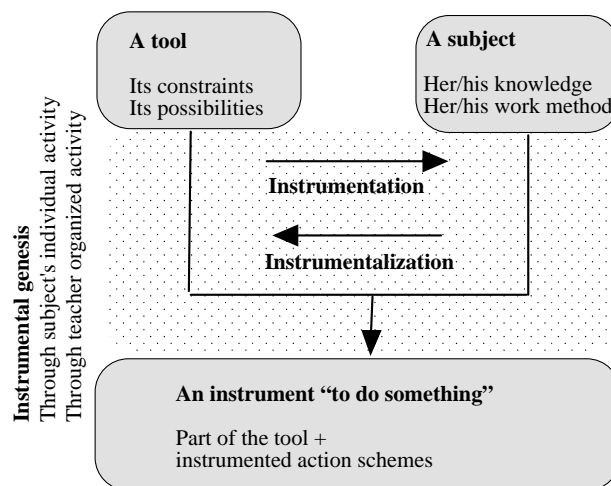 A tool
Its constraints
Its possibilities
A subject
Her/his knowledge
Her/his work method
Instrumentation
Instrumentalization
Instrumental genesis
Through subject's individual activity
Through teacher organized activity
An instrument “to do something”
Part of the tool +
instrumented action schemes